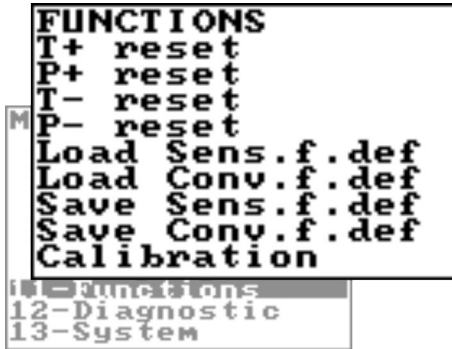 FUNCTIONS
T+ reset
P+ reset
T- reset
P- reset
Load Sens.f.def
Load Conv.f.def
Save Sens.f.def
Save Conv.f.def
Calibration
M
11-Functions
12-Diagnostic
13-System